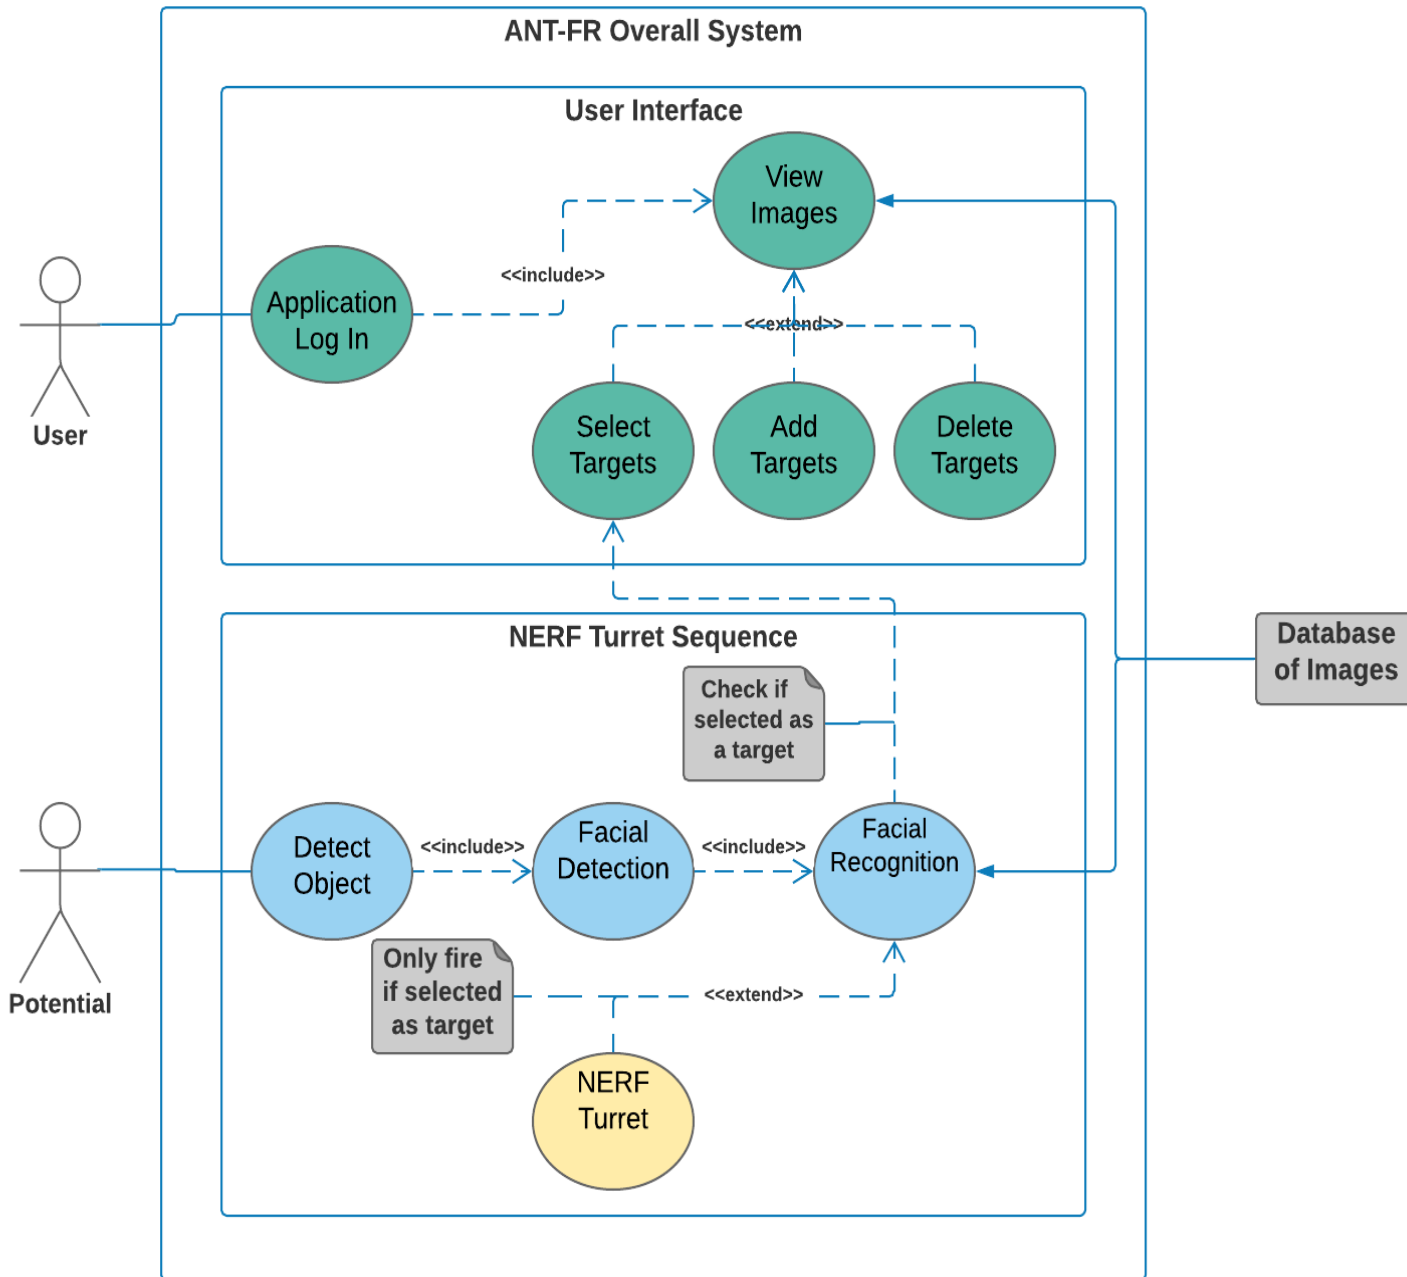 ANT-FR Overall System
User Interface
View
Images
<<include>>
Application
Log In
<<extend>>
User
Select
Targets
Add
Targets
Delete
Targets
NERF Turret Sequence
Database
of Images
Check if
selected as
a target
Detect
Object
<<include>>
Facial
Detection
<<include>>
Facial
Recognition
Potential
Only fire
if selected
as target
<<extend>>
NERF
Turret